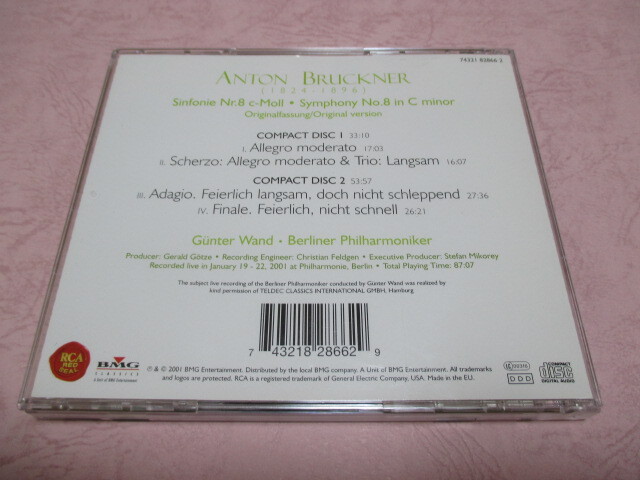 74321 82866 2
ANTON BRUCKNER
(1824-1896)
Sinfonie Nr.8 c-Moll • Symphony No.8 in C minor
Originalfassung/Original version
COMPACT DISC 1 33:10
I. Allegro moderato 17:03
II. Scherzo: Allegro moderato & Trio: Langsam 16:07
COMPACT DISC 2 53:57
III. Adagio. Feierlich langsam, doch nicht schleppend 27:36
IV. Finale. Feierlich, nicht schnell 26:21
Günter Wand • Berliner Philharmoniker
Producer: Gerald Götze • Recording Engineer: Christian Feldgen • Executive Producer: Stefan Mikorey
Recorded live in January 19 - 22, 2001 at Philharmonie, Berlin • Total Playing Time: 87:07
The subject live recording of the Berliner Philharmoniker conducted by Günter Wand was realized by
kind permission of TELDEC CLASSICS INTERNATIONAL GMBH, Hamburg
7 43218 28662 9
RCA
RED
SEAL
BMG
CLASSICS
A Unit of BMG Entertainment
℗ & © 2001 BMG Entertainment. Distributed by the local BMG company. A Unit of BMG Entertainment. All trademarks
and logos are protected. RCA is a registered trademark of General Electric Company, USA. Made in the EU.
DDD
COMPACT
disc
DIGITAL AUDIO